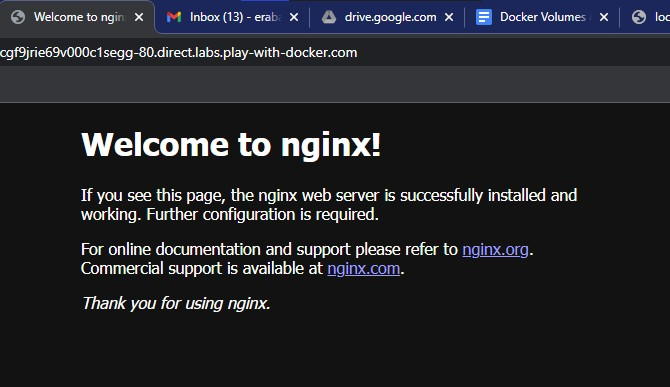 Welcome to ngin
Inbox (13) - eraba
drive.google.com
Docker Volumes
loc
cgf9jrie69v000c1segg-80.direct.labs.play-with-docker.com
Welcome to nginx!
If you see this page, the nginx web server is successfully installed and
working. Further configuration is required.
For online documentation and support please refer to nginx.org.
Commercial support is available at nginx.com.
Thank you for using nginx.